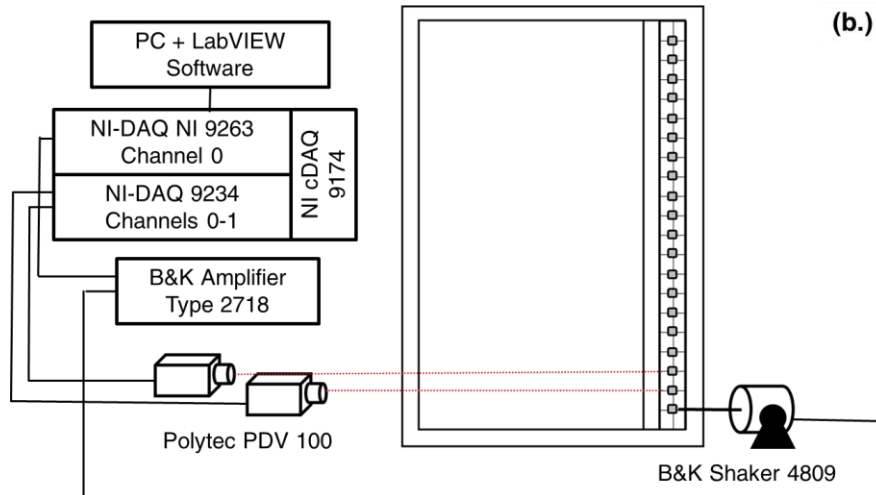 (b.)
PC + LabVIEW
Software
NI-DAQ NI 9263
Channel 0
NI-DAQ 9234
Channels 0-1
NI cDAQ
9174
B&K Amplifier
Type 2718
Polytec PDV 100
B&K Shaker 4809